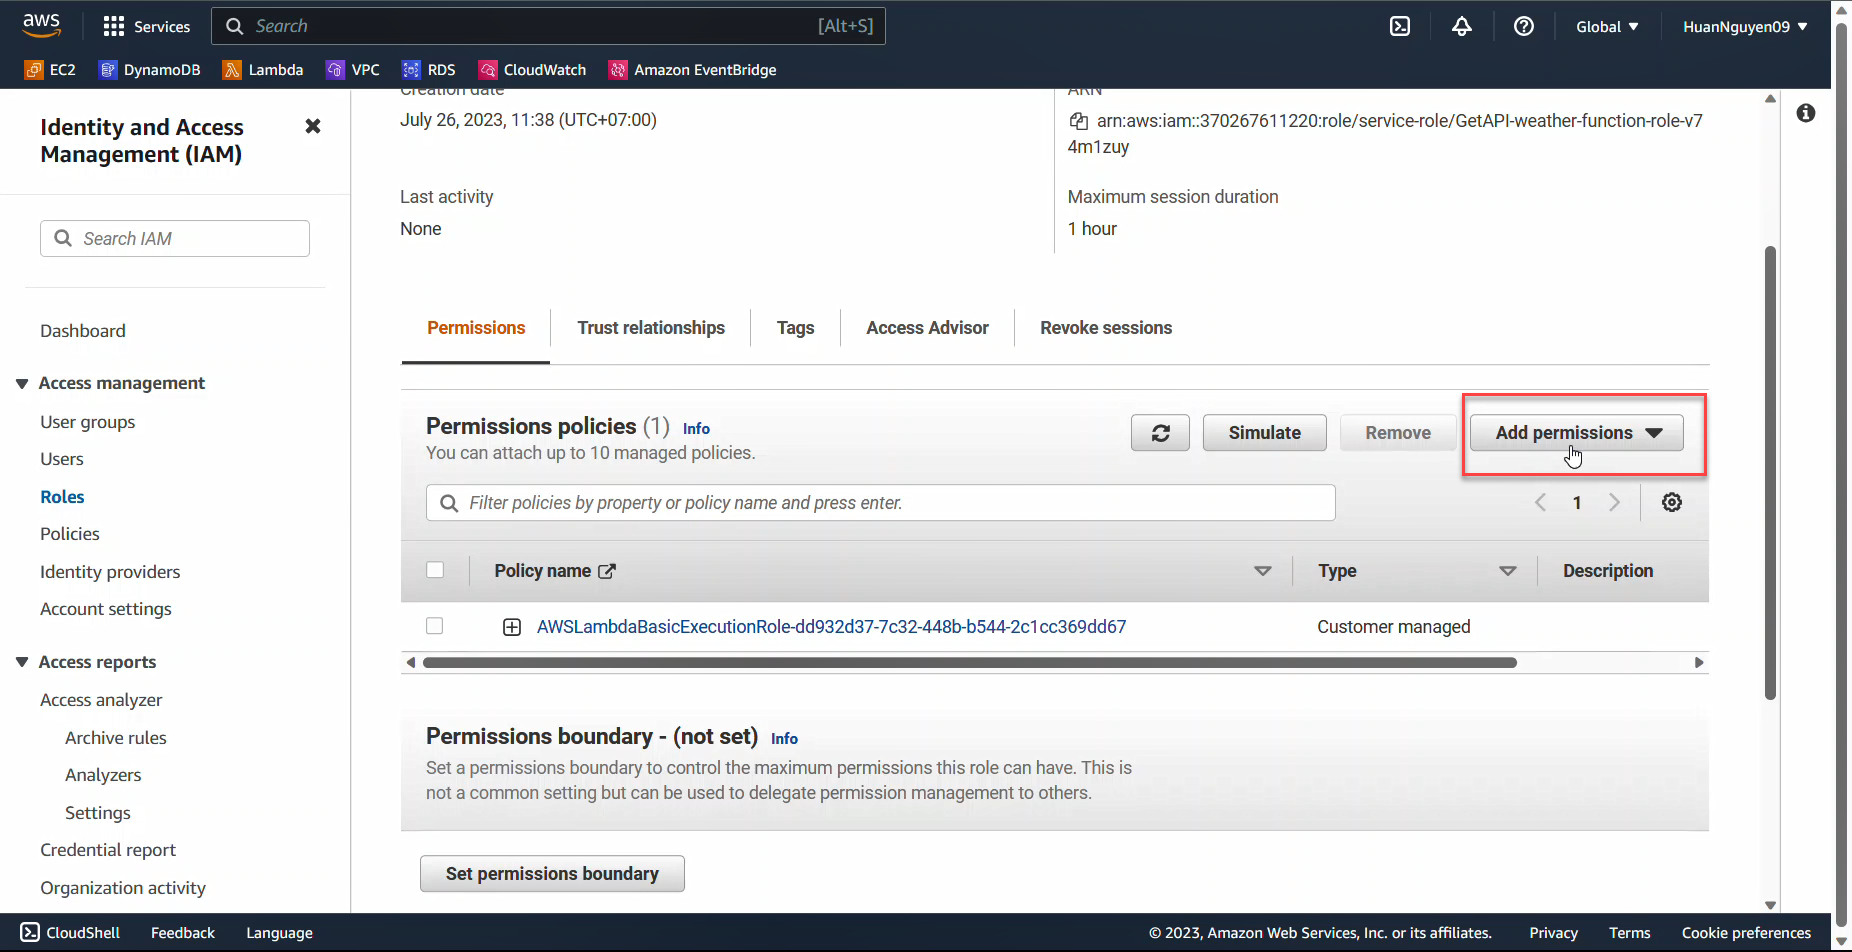 aws
Services
Search
[Alt+S]
Global
HuanNguyen09
EC2
DynamoDB
Lambda
VPC
RDS
CloudWatch
Amazon EventBridge
Identity and Access
Management (IAM)
Search IAM
Dashboard
Access management
User groups
Users
Roles
Policies
Identity providers
Account settings
Access reports
Access analyzer
Archive rules
Analyzers
Settings
Credential report
Organization activity
Creation date
July 26, 2023, 11:38 (UTC+07:00)
ARN
arn:aws:iam::370267611220:role/service-role/GetAPI-weather-function-role-v7
4m1zuy
Last activity
None
Maximum session duration
1 hour
Permissions
Trust relationships
Tags
Access Advisor
Revoke sessions
Permissions policies (1) Info
You can attach up to 10 managed policies.
Simulate
Remove
Add permissions
Filter policies by property or policy name and press enter.
1
Policy name
Type
Description
AWSLambdaBasicExecutionRole-dd932d37-7c32-448b-b544-2c1cc369dd67
Customer managed
Permissions boundary - (not set) Info
Set a permissions boundary to control the maximum permissions this role can have. This is
not a common setting but can be used to delegate permission management to others.
Set permissions boundary
CloudShell
Feedback
Language
© 2023, Amazon Web Services, Inc. or its affiliates.
Privacy
Terms
Cookie preferences